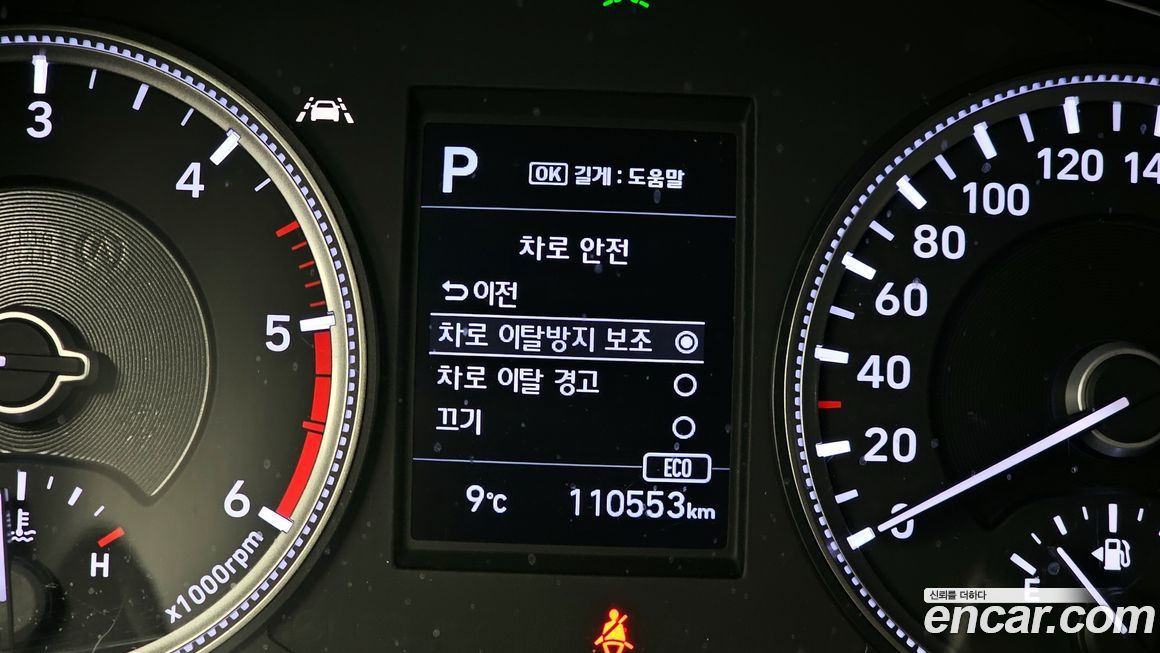 3
4
5
6
x1000rpm
H
P
OK 길게 : 도움말
차로 안전
이전
차로 이탈방지 보조
차로 이탈 경고
끄기
ECO
9℃
110553km
0
20
40
60
80
100
120
E
신뢰를 더하다
encar.com